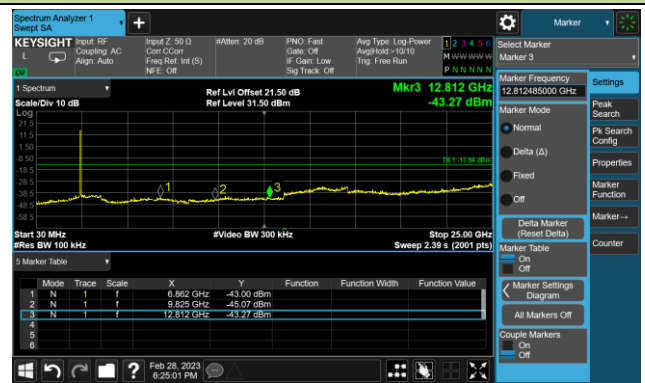 Spectrum Analyzer 1
Swept SA
Marker
KEYSIGHT
L
Input: RF
Coupling: AC
Align: Auto
Input Z: 50 Ω
Corr CCorr
Freq Ref: Int (S)
NFE: Off
#Atten: 20 dB
PNO: Fast
Gate: Off
IF Gain: Low
Sig Track: Off
Avg Type: Log-Power
Avg|Hold:>10/10
Trig: Free Run
1 2 3 4 5 6
M W W W W W
P N N N N N
Select Marker
Marker 3
1 Spectrum
Scale/Div 10 dB
Log
Ref Lvl Offset 21.50 dB
Ref Level 31.50 dBm
Mkr3 12.812 GHz
-43.27 dBm
21.5
11.5
1.50
-8.50
-18.5
-28.5
-38.5
-48.5
-58.5
DL1 -13.94 dBm
1
2
3
Start 30 MHz
#Res BW 100 kHz
#Video BW 300 kHz
Stop 25.00 GHz
Sweep 2.39 s (2001 pts)
5 Marker Table
Mode Trace Scale X Y Function Function Width Function Value
1 N 1 f 6.862 GHz -43.00 dBm
2 N 1 f 9.825 GHz -45.07 dBm
3 N 1 f 12.812 GHz -43.27 dBm
4
5
6
Marker Frequency
12.812485000 GHz
Marker Mode
Normal
Delta (Δ)
Fixed
Off
Delta Marker
(Reset Delta)
Marker Table
On
Off
Marker Settings
Diagram
All Markers Off
Couple Markers
On
Off
Settings
Peak
Search
Pk Search
Config
Properties
Marker
Function
Marker→
Counter
?
Feb 28, 2023
6:25:01 PM